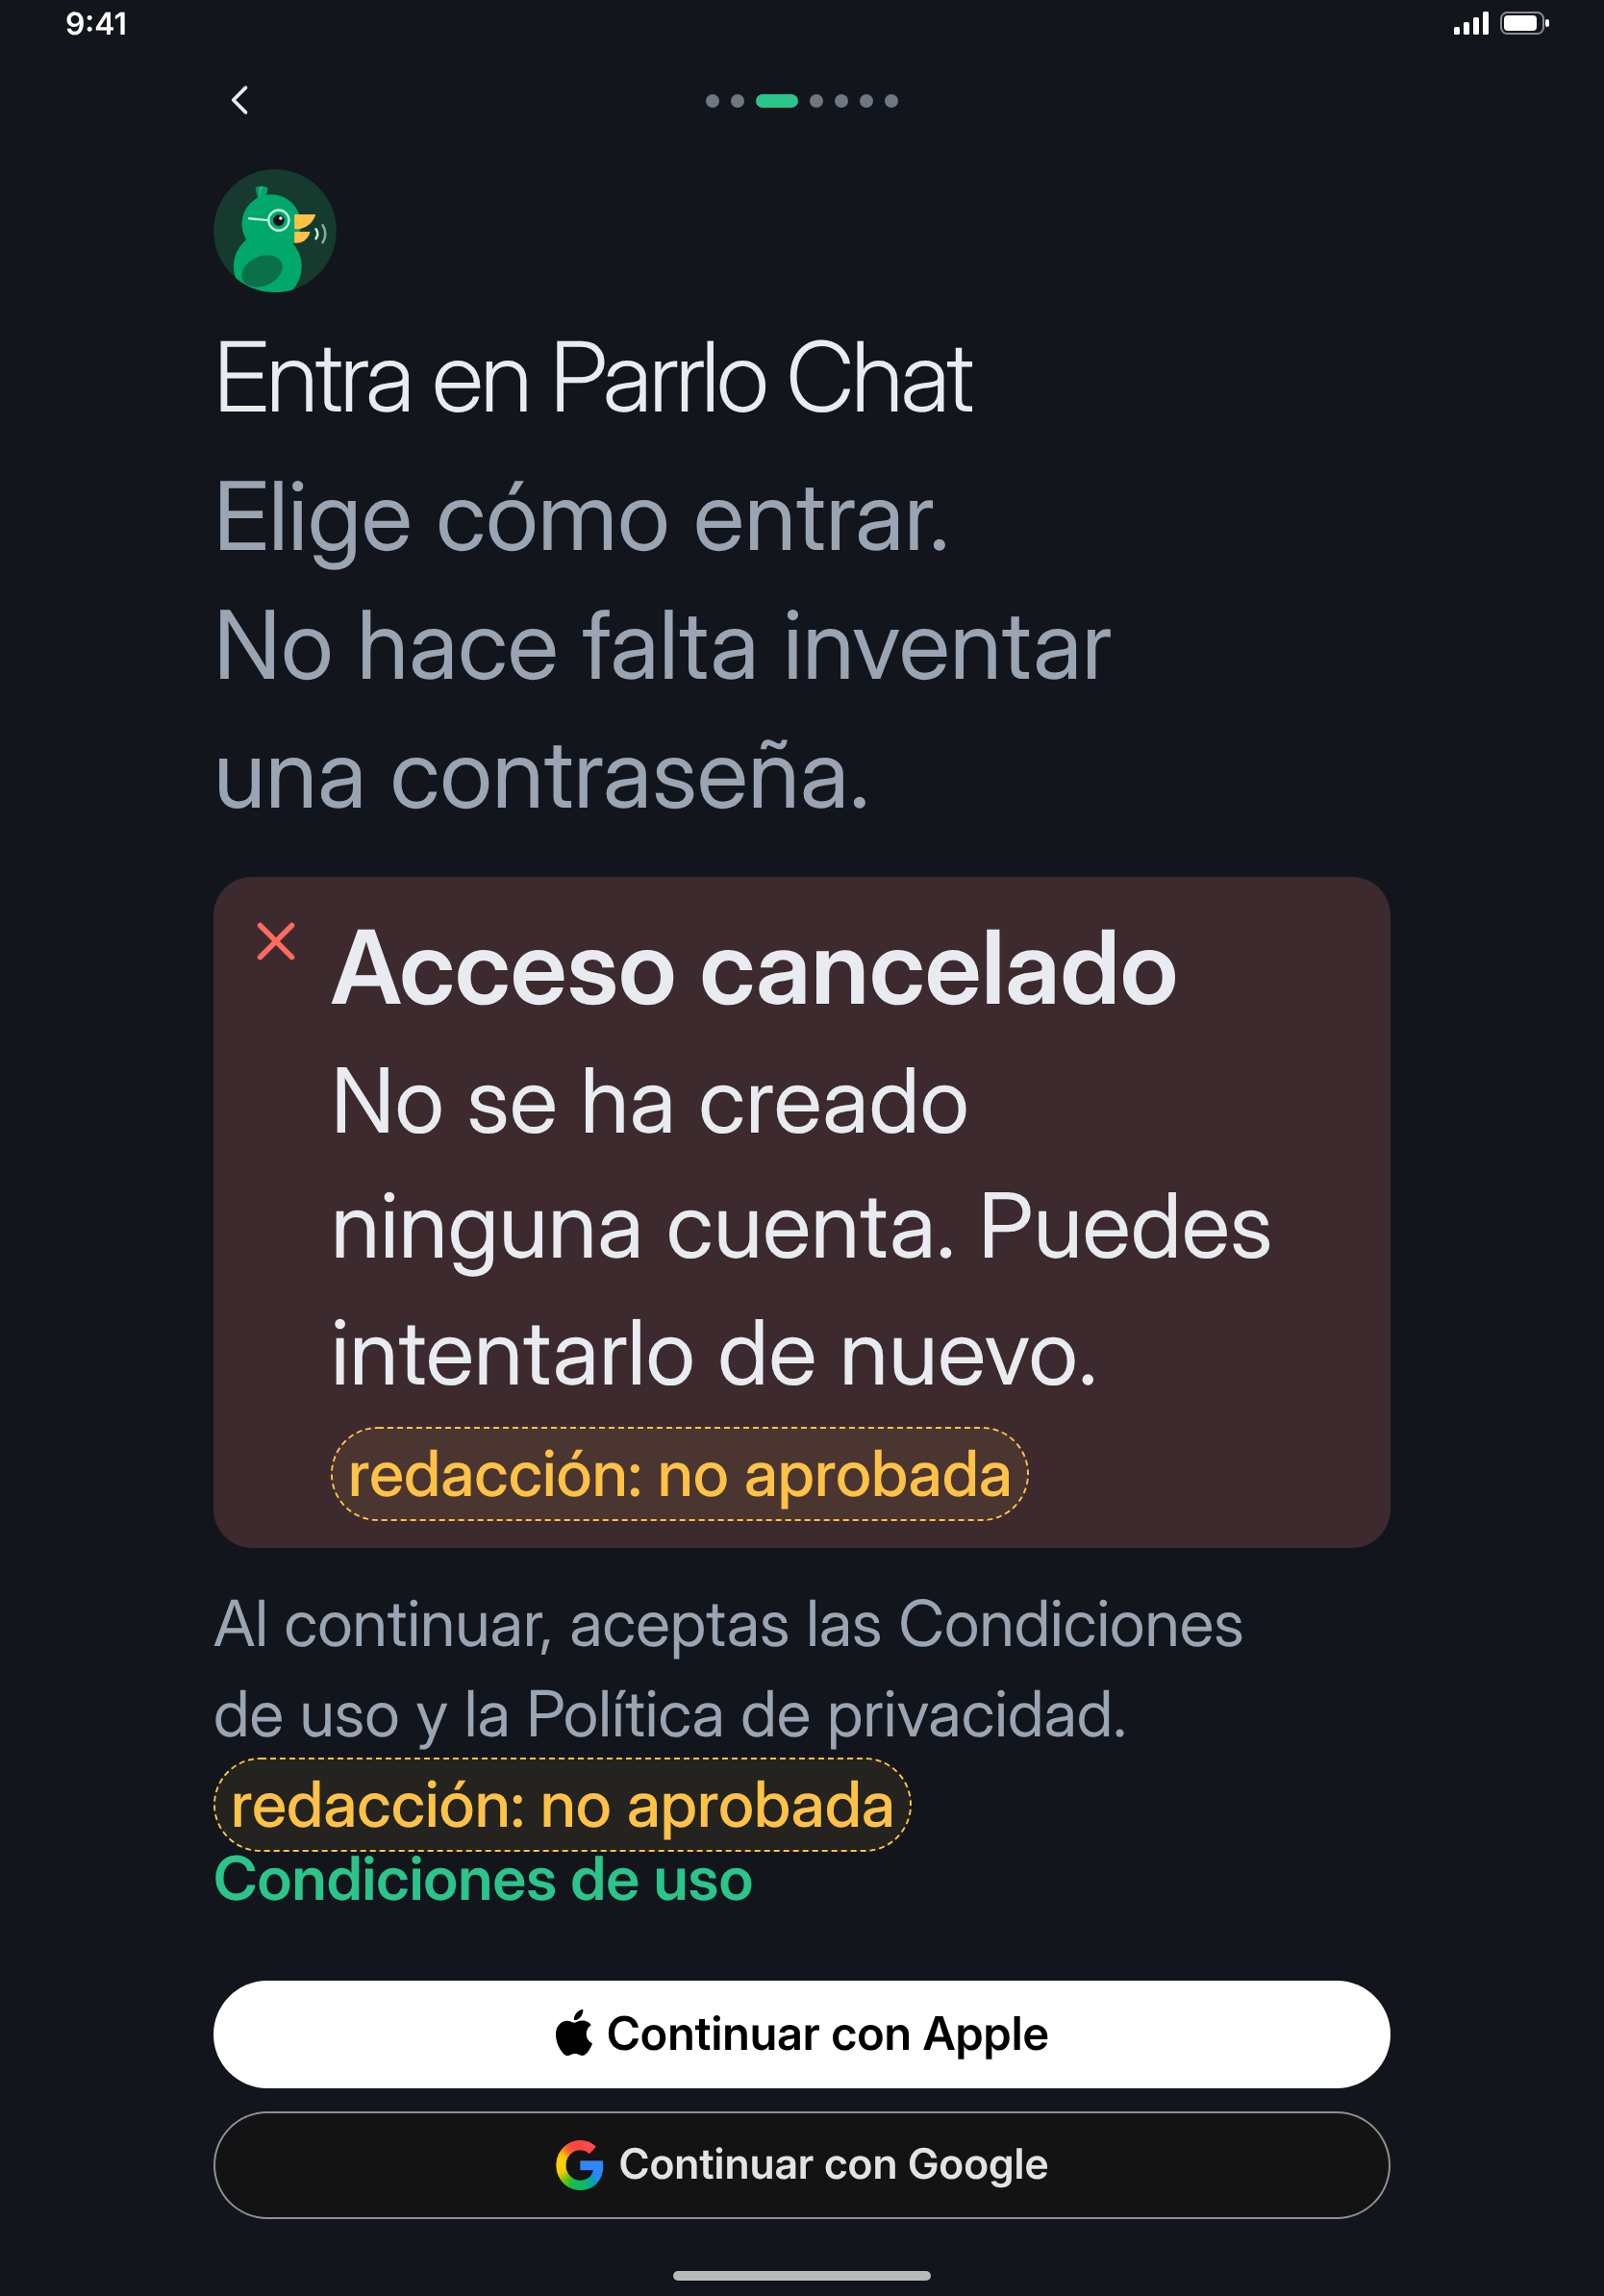 9:41
Entra en Parrlo Chat
Elige cómo entrar.
No hace falta inventar
una contraseña.
Acceso cancelado
No se ha creado
ninguna cuenta. Puedes
intentarlo de nuevo.
redacción: no aprobada
Al continuar, aceptas las Condiciones
de uso y la Política de privacidad.
redacción: no aprobada
Condiciones de uso
Continuar con Apple
Continuar con Google